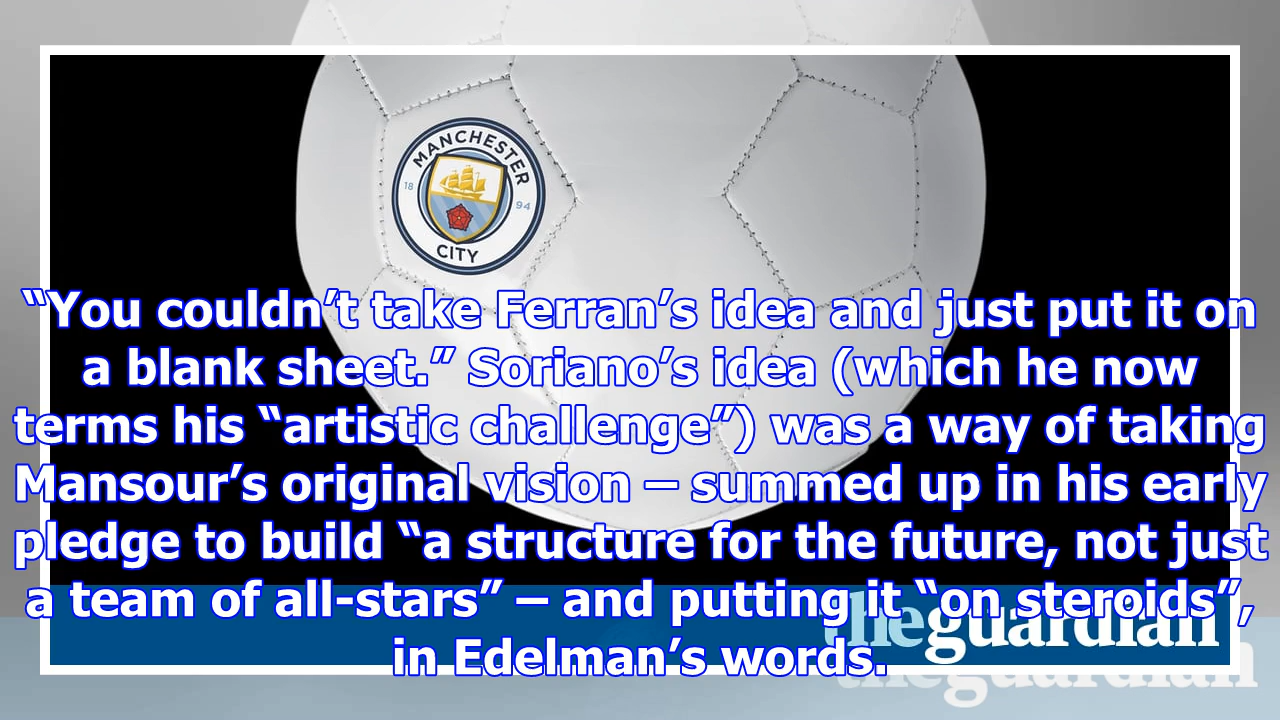 MANCHESTER
18
94
CITY
“You couldn’t take Ferran’s idea and just put it on
a blank sheet.” Soriano’s idea (which he now
terms his “artistic challenge”) was a way of taking
Mansour’s original vision – summed up in his early
pledge to build “a structure for the future, not just
a team of all-stars” – and putting it “on steroids”,
in Edelman’s words.
theguardian
theguardian